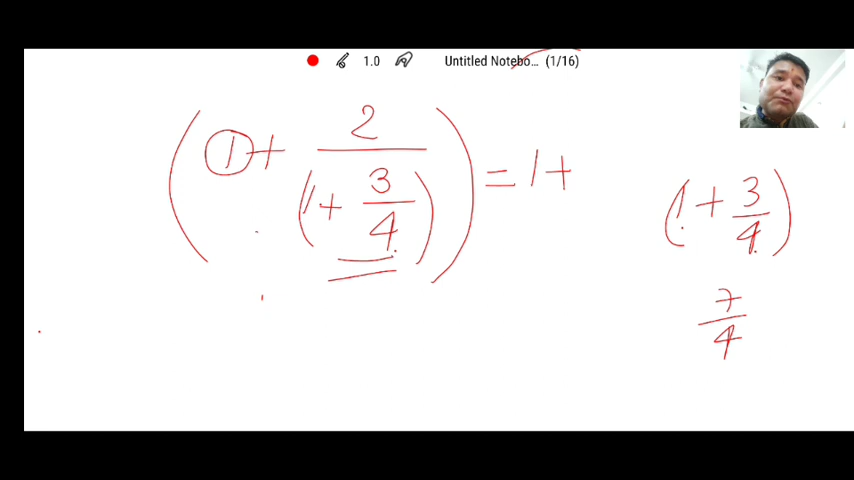 1.0 Untitled Notebo... (1/16)
(1 + 2/(1 + 3/4)) = 1 +
(1 + 3/4)
7/4